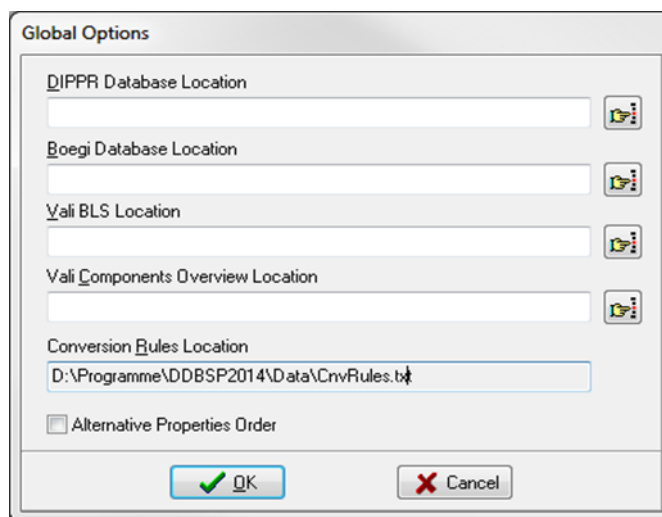 Global Options
DIPPR Database Location
Boegi Database Location
Vali BLS Location
Vali Components Overview Location
Conversion Rules Location
D:\Programme\DDBSP2014\Data\CnvRules.txt
Alternative Properties Order
OK Cancel